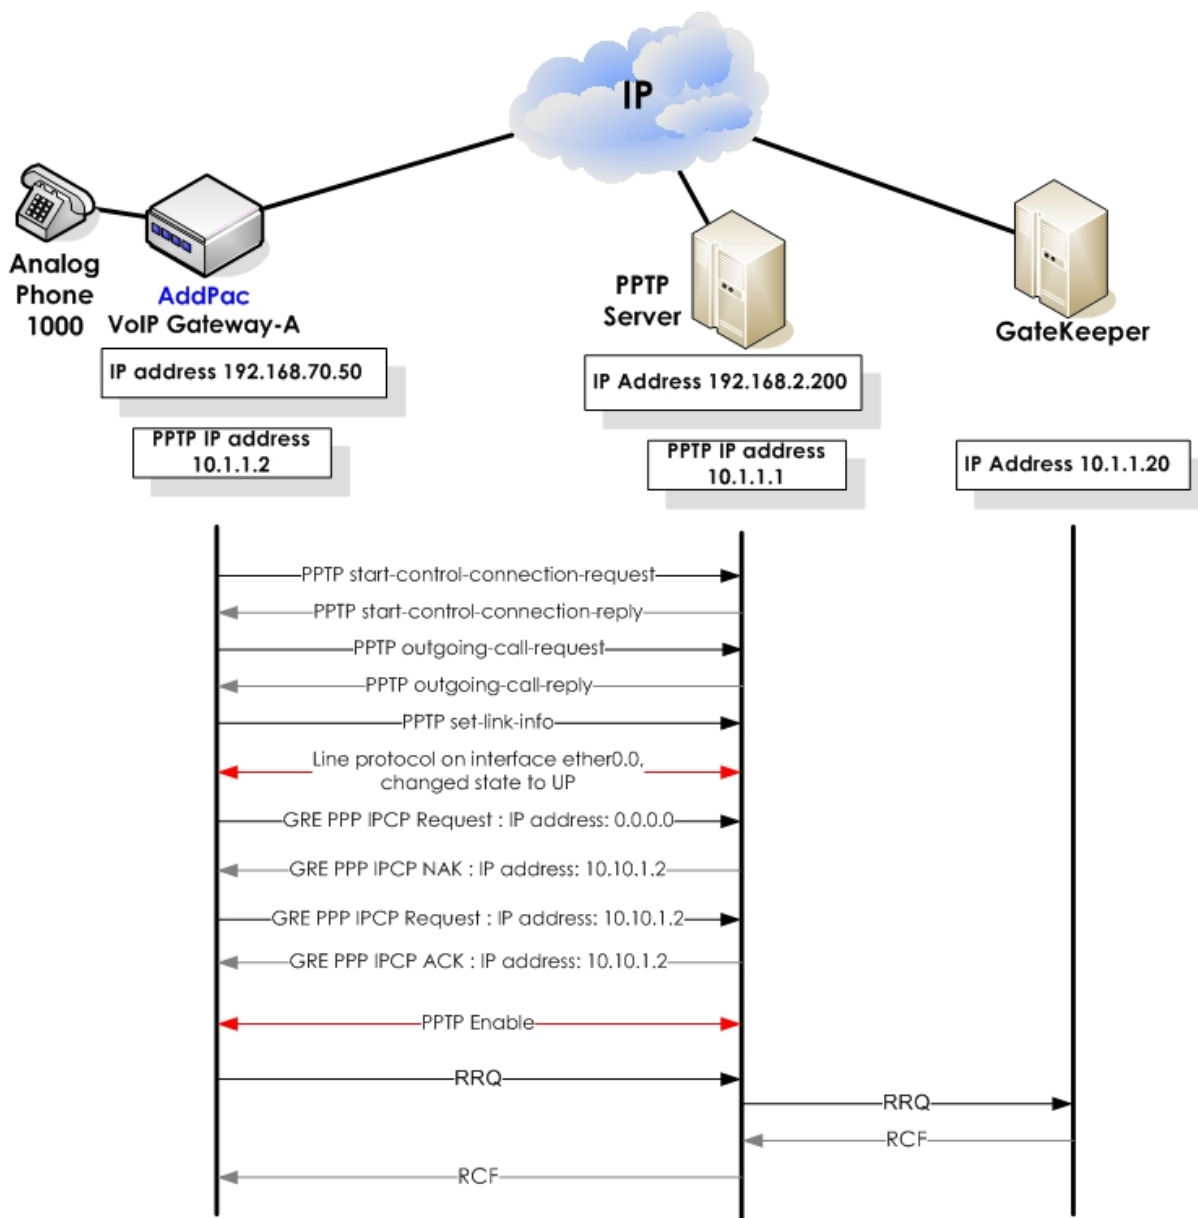 IP
Analog
Phone
1000
AddPac
VoIP Gateway-A
PPTP
Server
GateKeeper
IP address 192.168.70.50
IP Address 192.168.2.200
PPTP IP address
10.1.1.2
PPTP IP address
10.1.1.1
IP Address 10.1.1.20
PPTP start-control-connection-request
PPTP start-control-connection-reply
PPTP outgoing-call-request
PPTP outgoing-call-reply
PPTP set-link-info
Line protocol on interface ether0.0,
changed state to UP
GRE PPP IPCP Request : IP address: 0.0.0.0
GRE PPP IPCP NAK : IP address: 10.10.1.2
GRE PPP IPCP Request : IP address: 10.10.1.2
GRE PPP IPCP ACK : IP address: 10.10.1.2
PPTP Enable
RRQ
RRQ
RCF
RCF